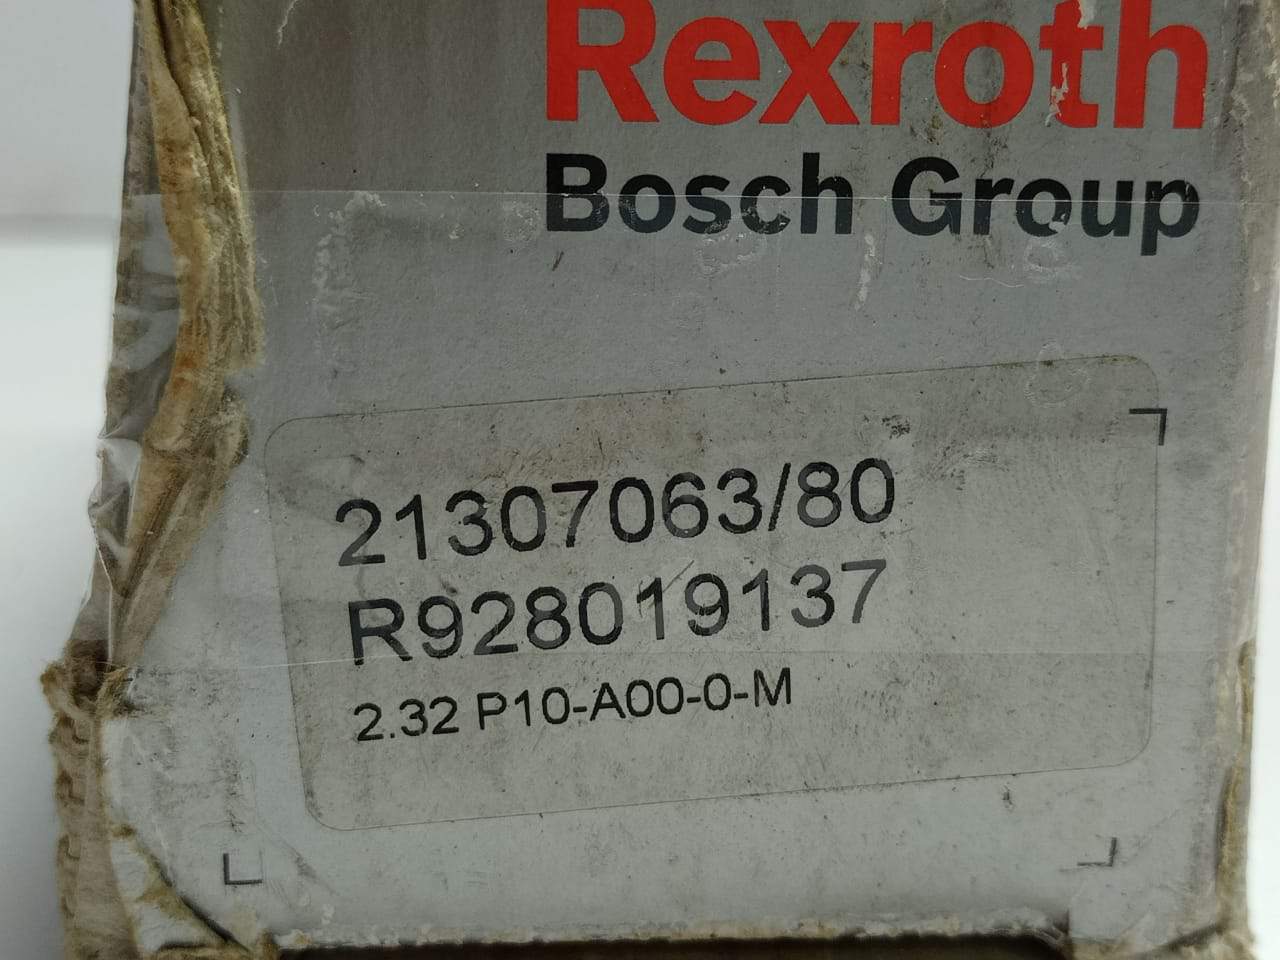 Rexroth
Bosch Group
21307063/80
R928019137
2.32 P10-A00-0-M